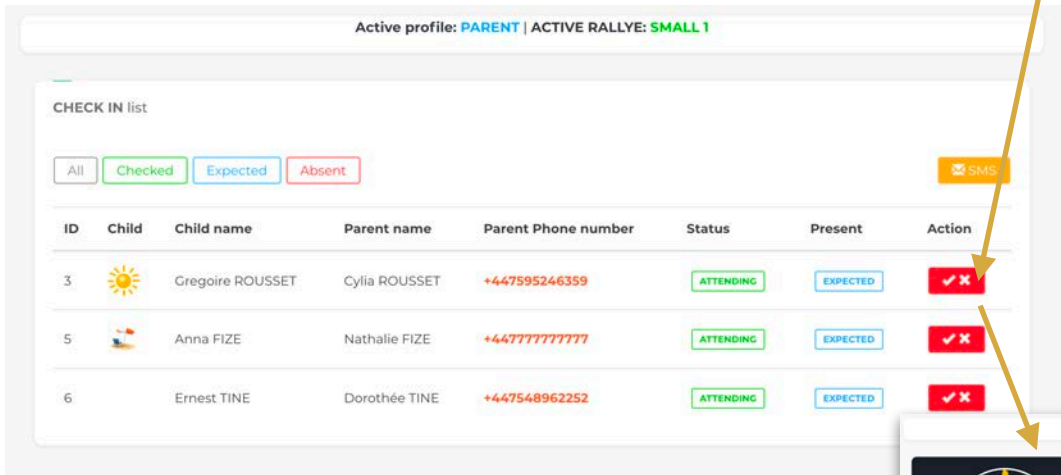 Active profile: PARENT | ACTIVE RALLYE: SMALL 1
CHECK IN list
All Checked Expected Absent SMS
ID Child Child name Parent name Parent Phone number Status Present Action
3 Gregoire ROUSSET Cylia ROUSSET +447595246359 ATTENDING EXPECTED
5 Anna FIZE Nathalie FIZE +447777777777 ATTENDING EXPECTED
6 Ernest TINE Dorothée TINE +447548962252 ATTENDING EXPECTED